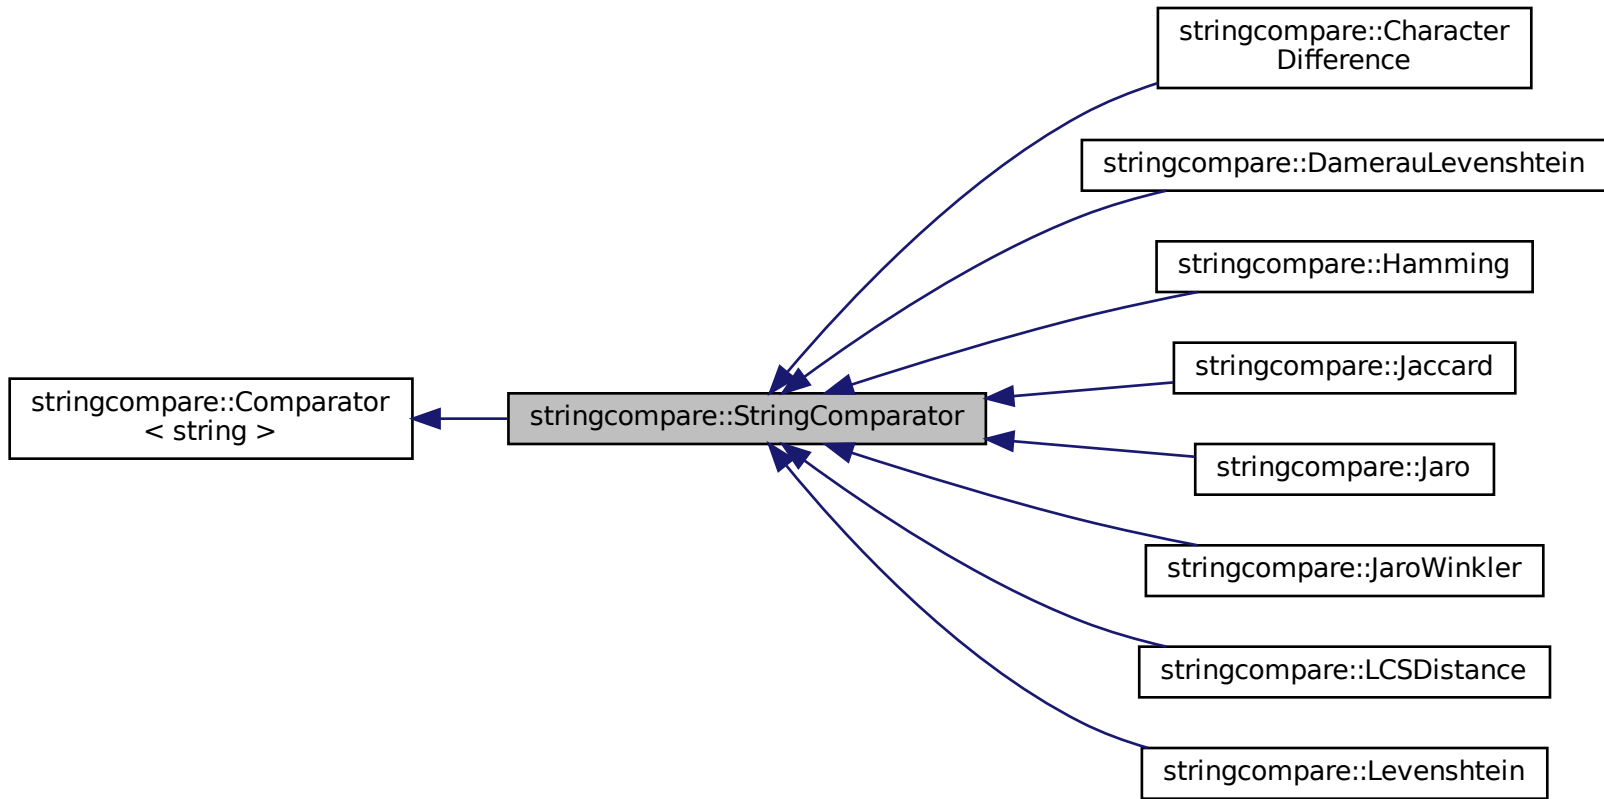 stringcompare::Comparator
< string >
stringcompare::StringComparator
stringcompare::Character
Difference
stringcompare::DamerauLevenshtein
stringcompare::Hamming
stringcompare::Jaccard
stringcompare::Jaro
stringcompare::JaroWinkler
stringcompare::LCSDistance
stringcompare::Levenshtein